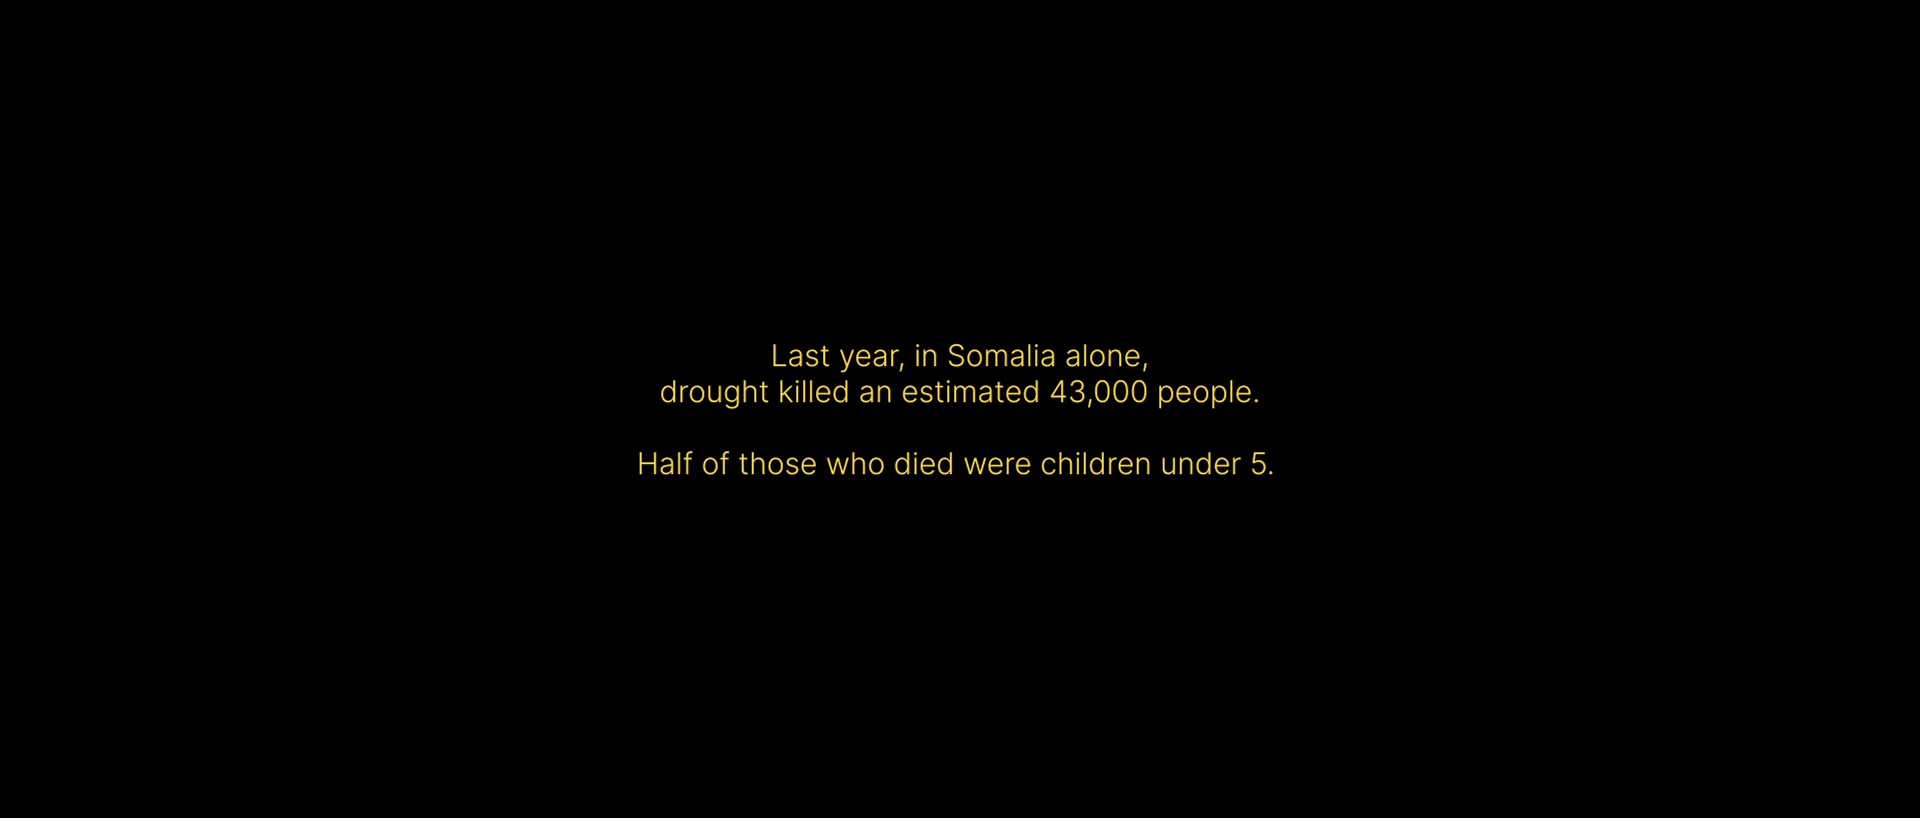 Last year, in Somalia alone,
drought killed an estimated 43,000 people.
Half of those who died were children under 5.